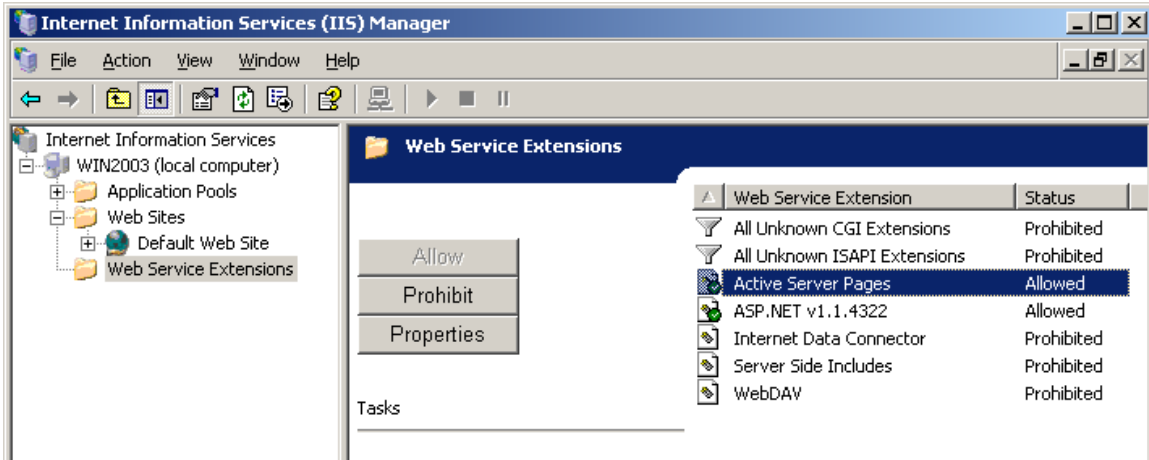 Internet Information Services (IIS) Manager
File Action View Window Help
Internet Information Services
WIN2003 (local computer)
Application Pools
Web Sites
Default Web Site
Web Service Extensions
Web Service Extensions
Allow
Prohibit
Properties
Tasks
Web Service Extension Status
All Unknown CGI Extensions Prohibited
All Unknown ISAPI Extensions Prohibited
Active Server Pages Allowed
ASP.NET v1.1.4322 Allowed
Internet Data Connector Prohibited
Server Side Includes Prohibited
WebDAV Prohibited